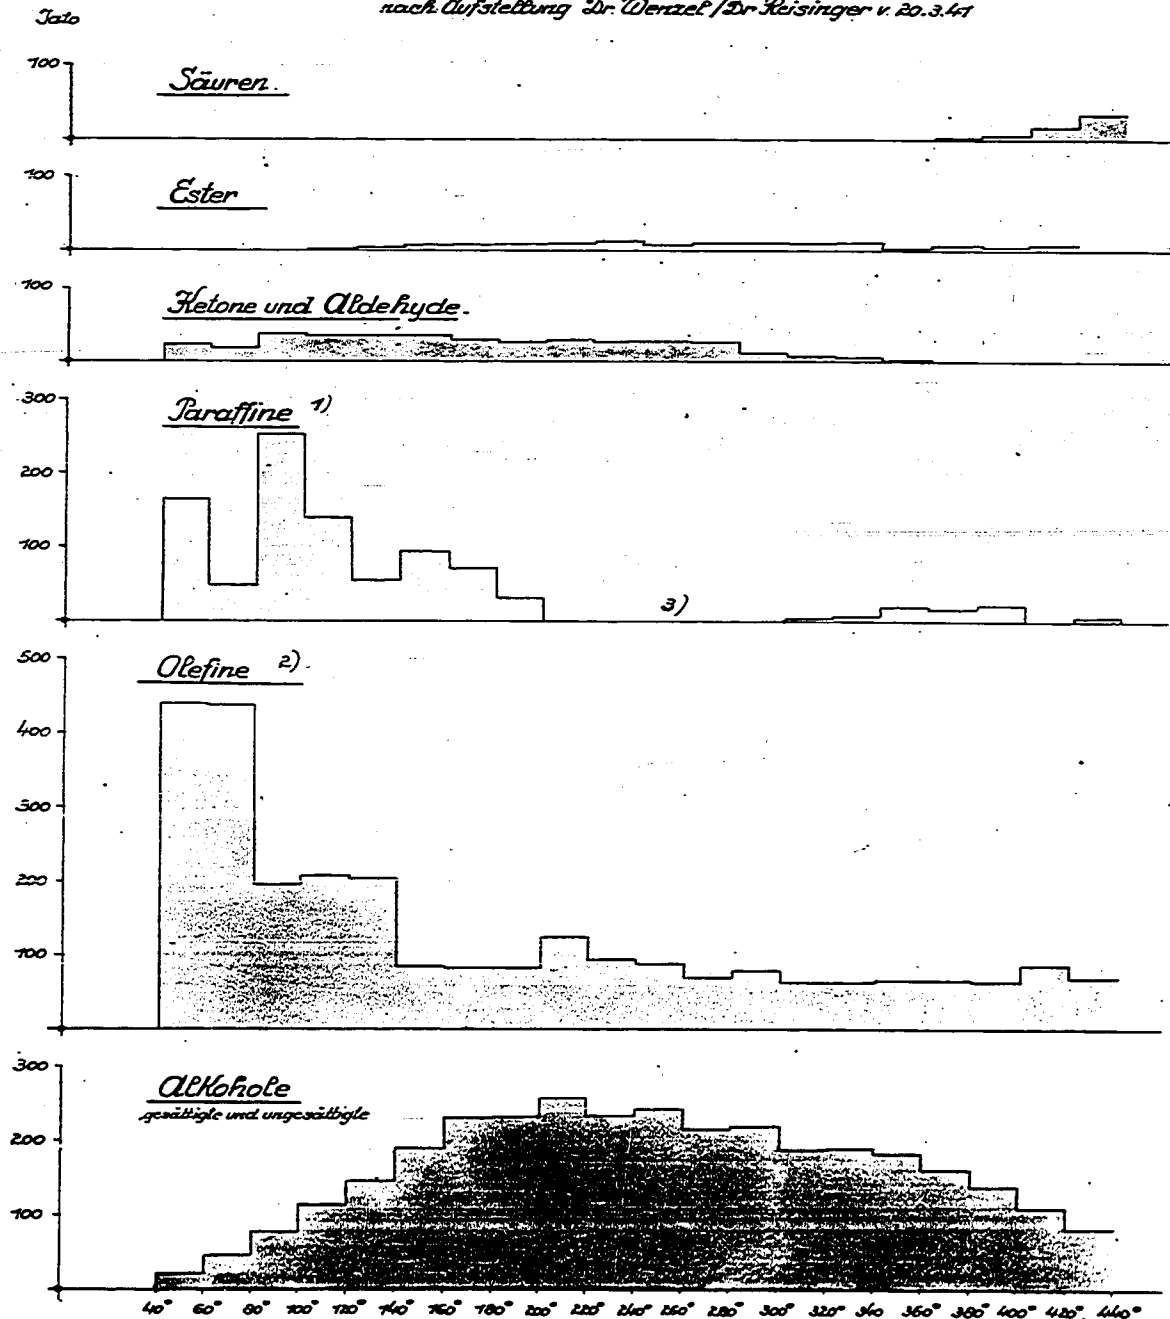 nach Aufstellung Dr. Wenzel / Dr Reisinger v. 20.3.41
Jato
100
Säuren.
100
Ester
100
Ketone und Aldehyde.
300
Paraffine 1)
200
100
3)
500
Olefine 2)
400
300
200
100
300
Alkohole
gesättigte und ungesättigte
200
100
40° 60° 80° 100° 120° 140° 160° 180° 200° 220° 240° 260° 280° 300° 320° 340 360° 380° 400° 420° 440°